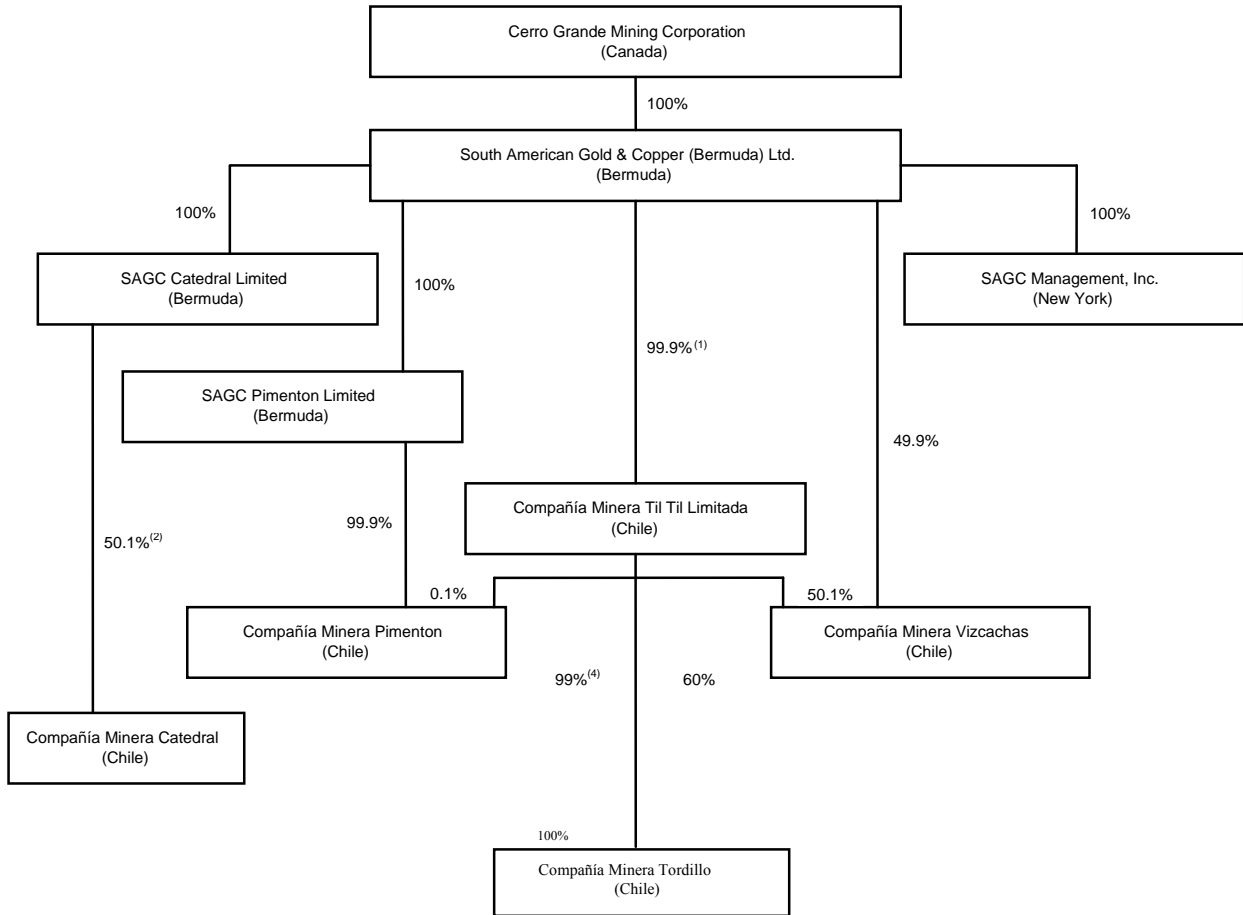 Cerro Grande Mining Corporation
(Canada)
100%
South American Gold & Copper (Bermuda) Ltd.
(Bermuda)
100%
100%
SAGC Catedral Limited
(Bermuda)
100%
SAGC Management, Inc.
(New York)
99.9%(1)
SAGC Pimenton Limited
(Bermuda)
49.9%
Compañía Minera Til Til Limitada
(Chile)
99.9%
50.1%(2)
0.1%
50.1%
Compañía Minera Pimenton
(Chile)
Compañía Minera Vizcachas
(Chile)
99%(4)
60%
Compañía Minera Catedral
(Chile)
100%
Compañía Minera Tordillo
(Chile)